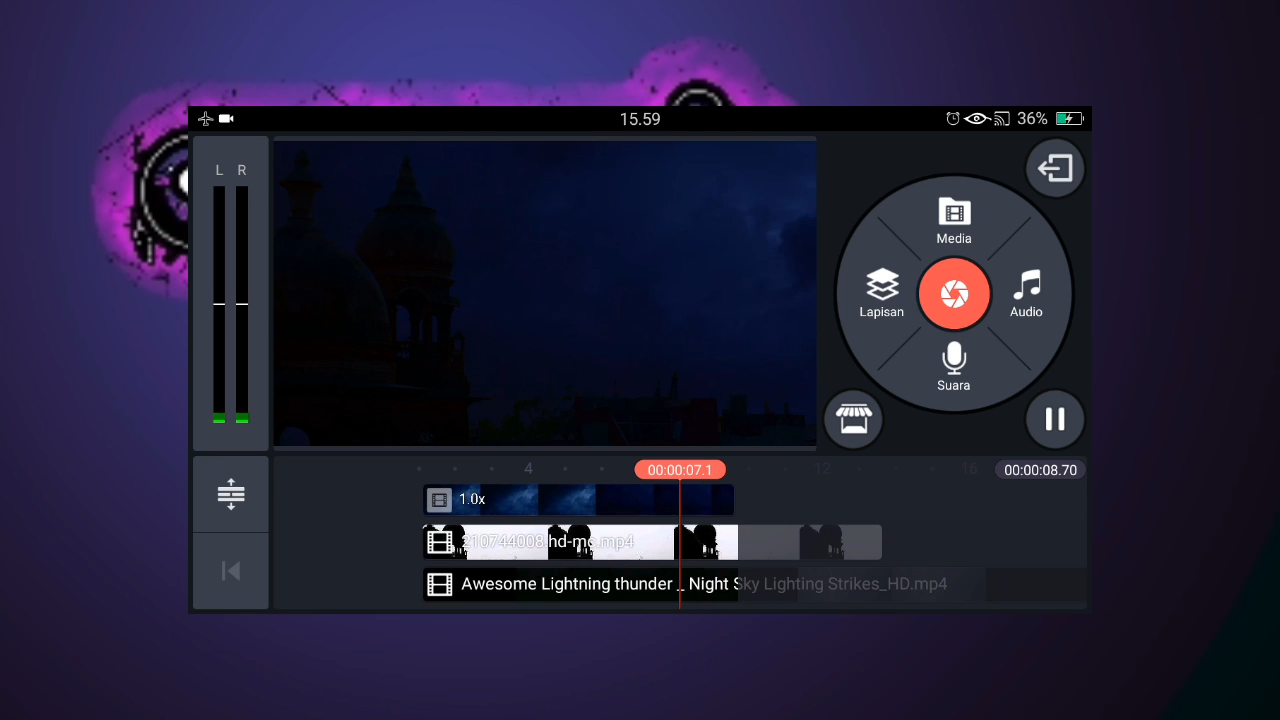 15.59
36%
L R
Media
Lapisan
Audio
Suara
4
00:00:07.1
12
16
00:00:08.70
1.0x
210744008.hd-mc.mp4
Awesome Lightning thunder _ Night Sky Lighting Strikes_HD.mp4